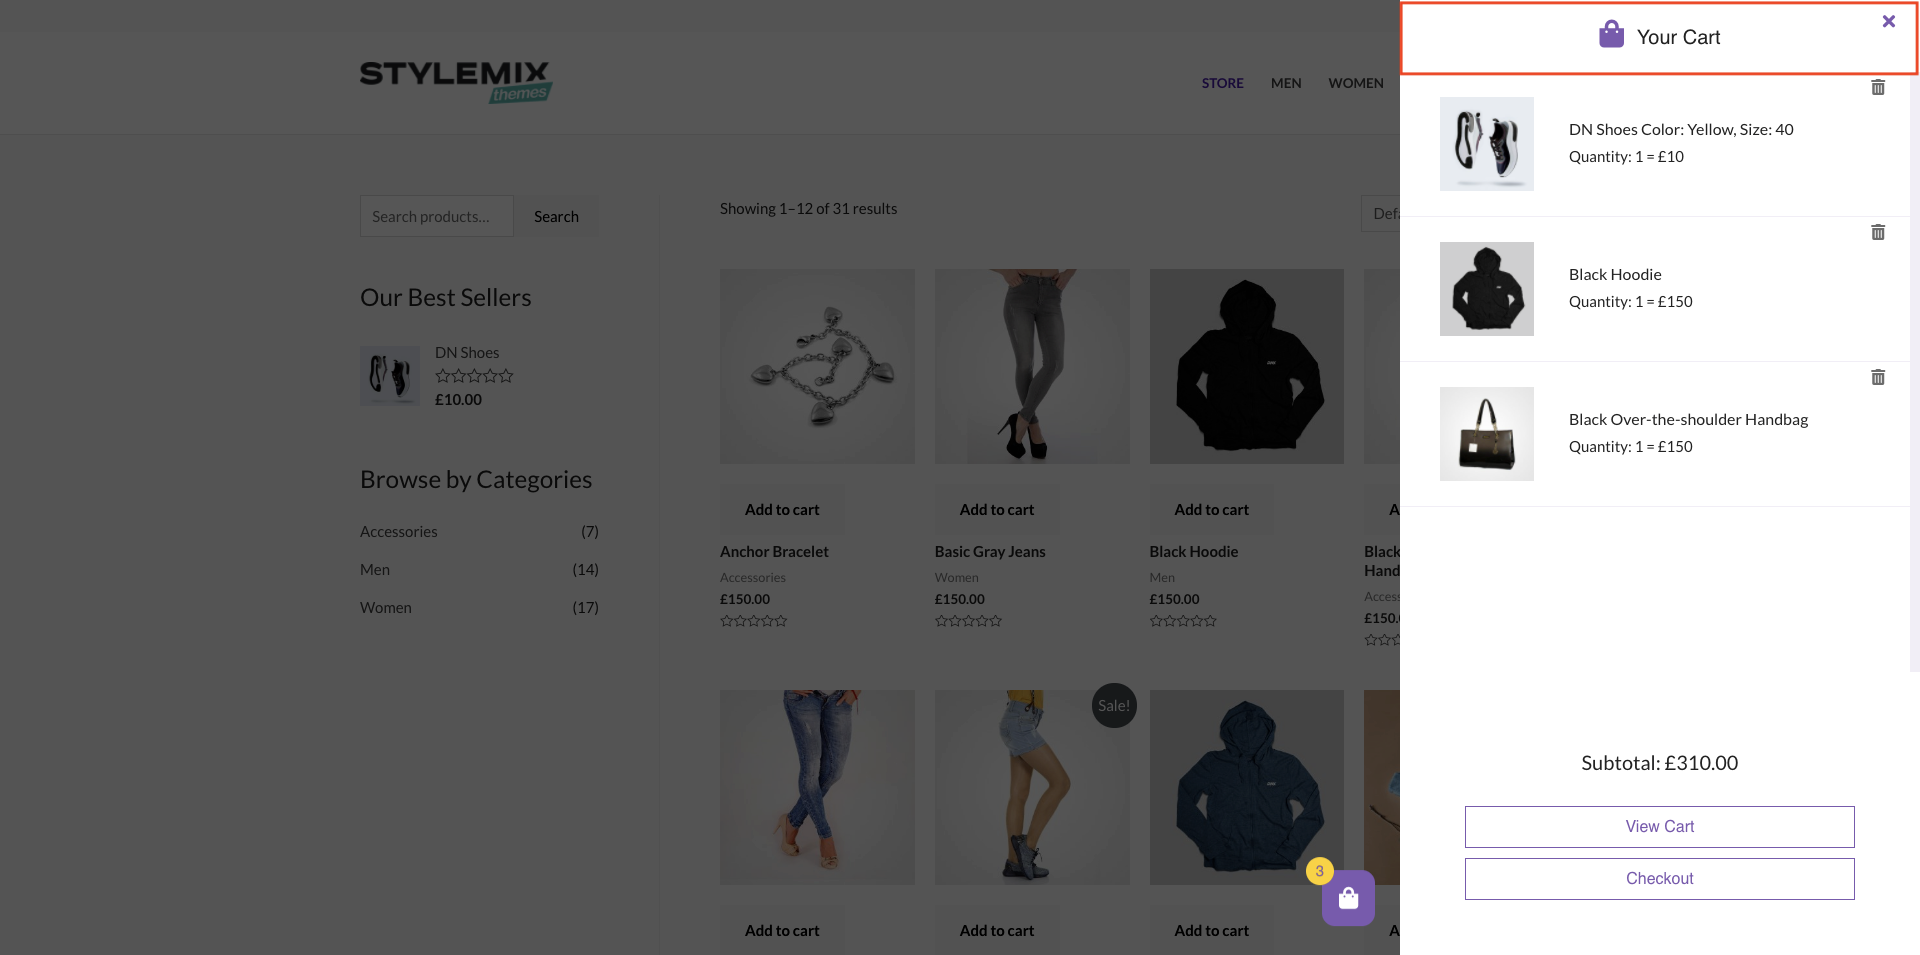 STYLEMIX
themes
STORE MEN WOMEN
Search products... Search
Our Best Sellers
DN Shoes
£10.00
Browse by Categories
Accessories (7)
Men (14)
Women (17)
Showing 1–12 of 31 results
Add to cart
Anchor Bracelet
Accessories
£150.00
Add to cart
Basic Gray Jeans
Women
£150.00
Add to cart
Black Hoodie
Men
£150.00
Black
Sale!
Add to cart
Add to cart
Add to cart
3
Your Cart
DN Shoes Color: Yellow, Size: 40
Quantity: 1 = £10
Black Hoodie
Quantity: 1 = £150
Black Over-the-shoulder Handbag
Quantity: 1 = £150
Subtotal: £310.00
View Cart
Checkout